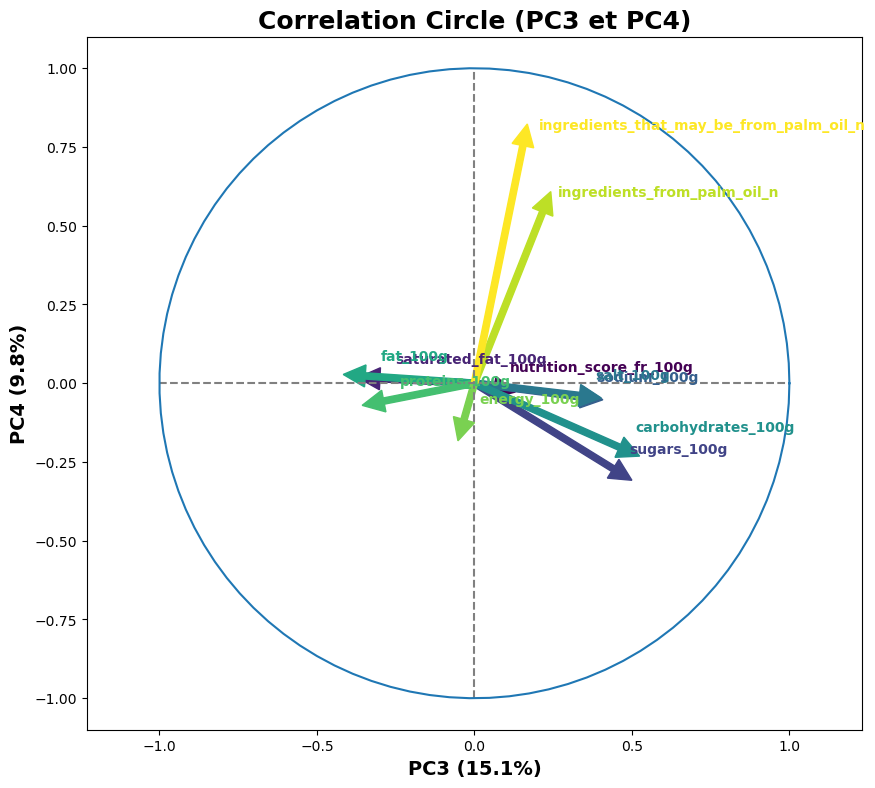 Correlation Circle (PC3 et PC4)
1.00
ingredients_that_may_be_from_palm_oil_n
0.75
ingredients_from_palm_oil_n
0.50
0.25
fat_100g
saturated_fat_100g
nutrition_score_fr_100g
salt_100g
sodium_100g
0.00
proteins_100g
energy_100g
carbohydrates_100g
sugars_100g
−0.25
−0.50
−0.75
−1.00
PC4 (9.8%)
−1.0
−0.5
0.0
0.5
1.0
PC3 (15.1%)